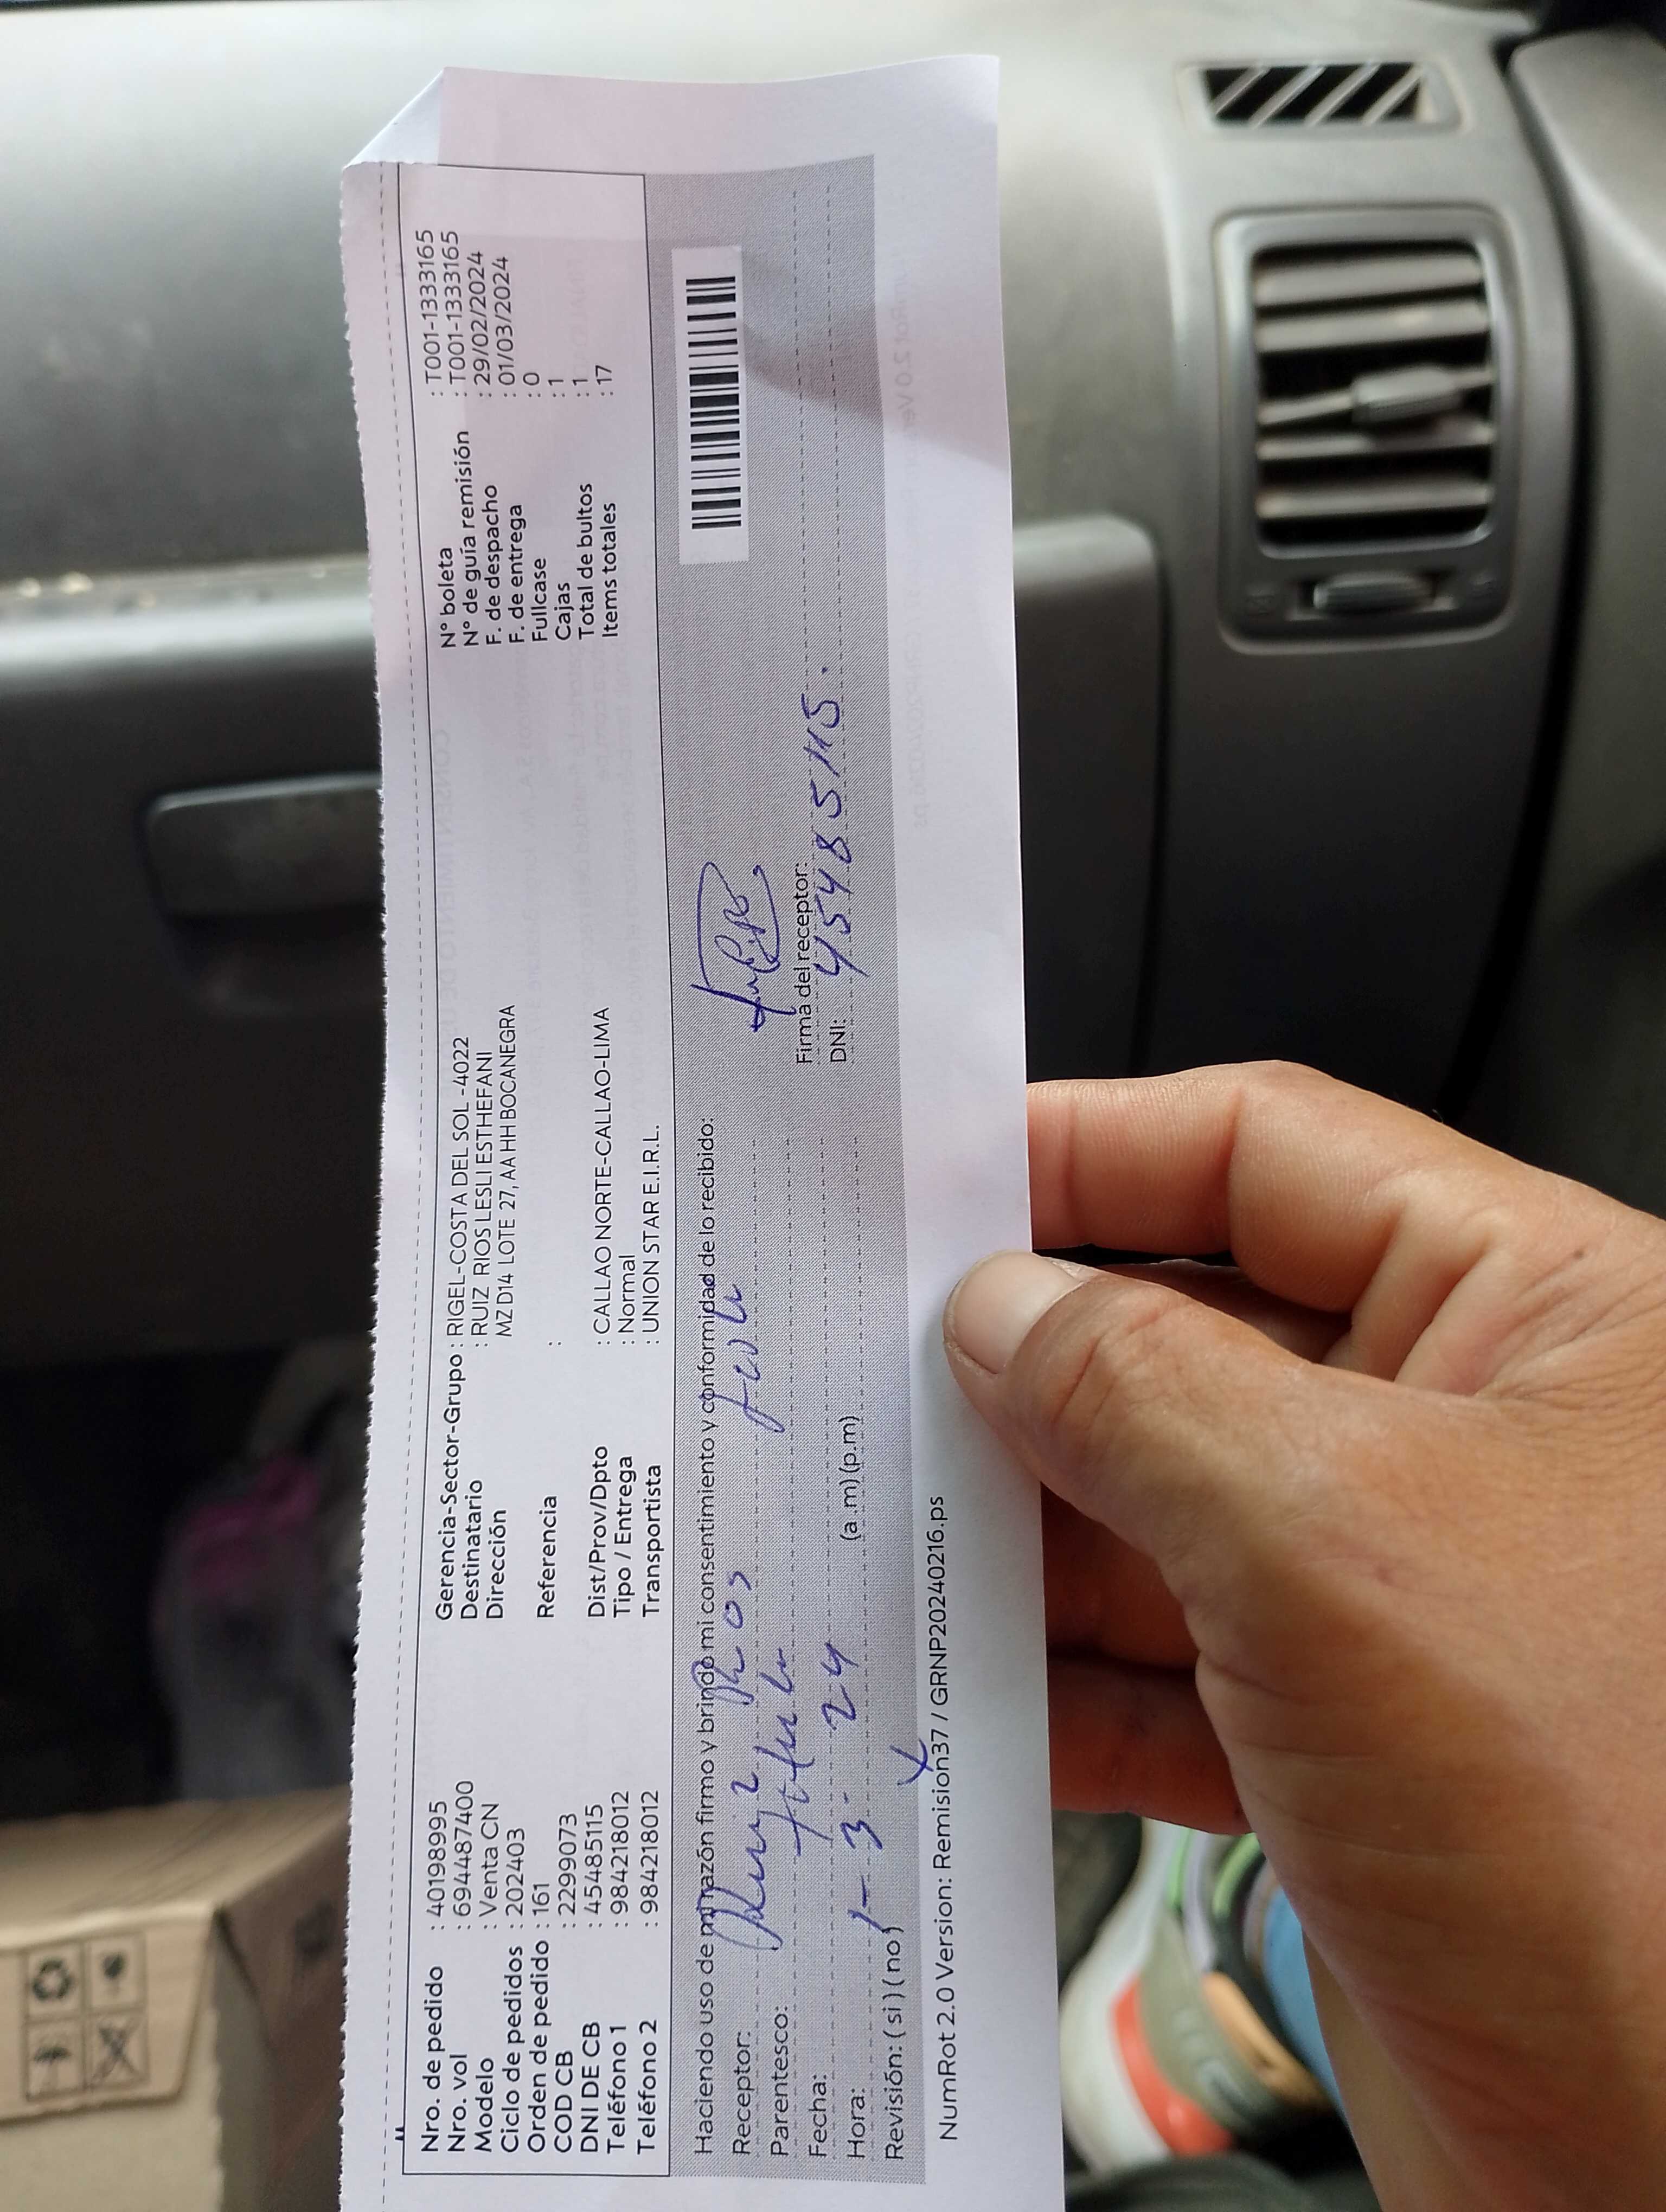 Nro. de pedido : 40198995
Nro. vol : 6944487400
Modelo : Venta CN
Ciclo de pedidos : 202403
Orden de pedido : 161
COD CB : 2299073
DNI DE CB : 45485115
Teléfono 1 : 984218012
Teléfono 2 : 984218012
Gerencia-Sector-Grupo : RIGEL-COSTA DEL SOL -4022
Destinatario : RUIZ RIOS LESLI ESTHEFANI
Dirección MZ D14 LOTE 27, AA HH BOCANEGRA
Referencia :
Dist/Prov/Dpto : CALLAO NORTE-CALLAO-LIMA
Tipo / Entrega : Normal
Transportista : UNION STAR E.I.R.L.
N° boleta : T001-1333165
N° de guía remisión : T001-1333165
F. de despacho : 29/02/2024
F. de entrega : 01/03/2024
Fullcase : 0
Cajas : 1
Total de bultos : 1
Items totales : 17
Haciendo uso de mi razón firmo y brindo mi consentimiento y conformidad de lo recibido:
Receptor: Ruiz Rios
Parentesco:
Fecha: 1-3-24
Hora: (a.m) (p.m)
Revisión: (si) (no)
Firma del receptor:
DNI: 45485115.
NumRot 2.0 Version: Remision37 / GRNP20240216.ps